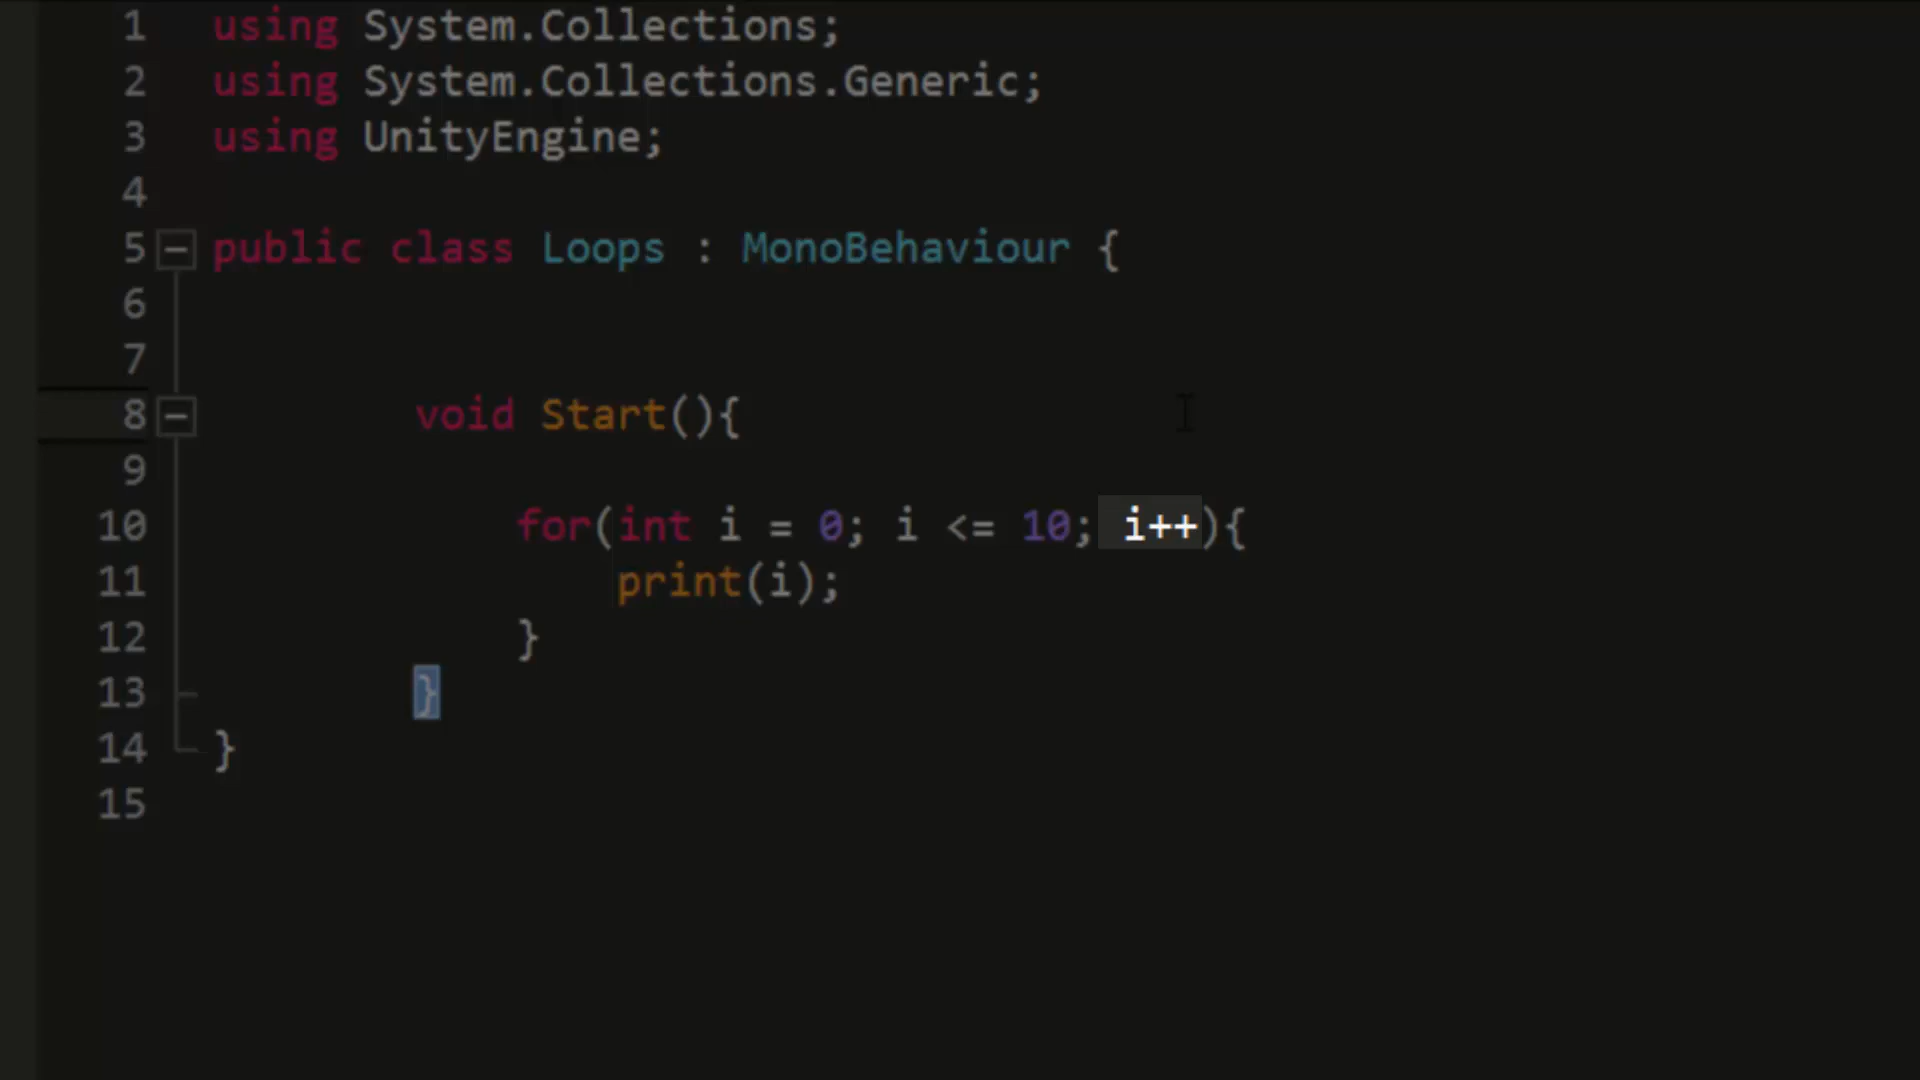 1 using System.Collections;
2 using System.Collections.Generic;
3 using UnityEngine;
4
5 public class Loops : MonoBehaviour {
6
7
8 void Start(){
9
10 for(int i = 0; i <= 10; i++){
11 print(i);
12 }
13 }
14 }
15